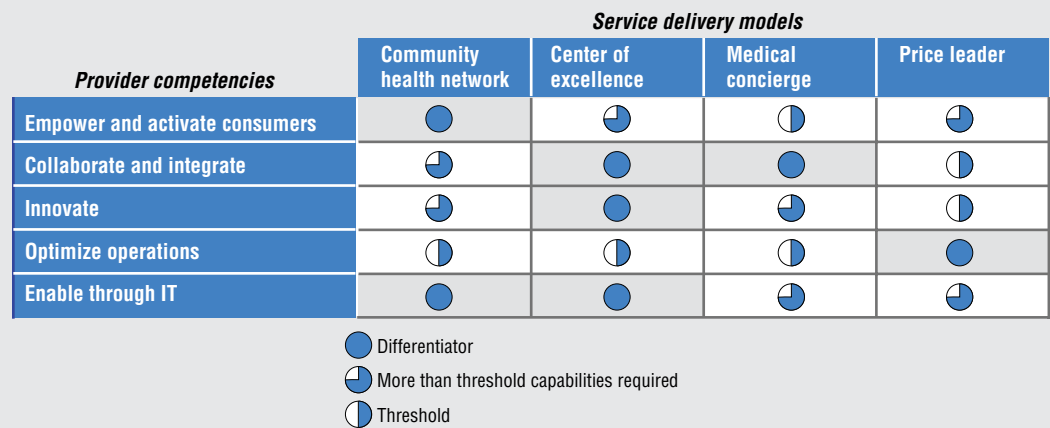 Service delivery models
Provider competencies
Community
health network
Center of
excellence
Medical
concierge
Price leader
Empower and activate consumers
Collaborate and integrate
Innovate
Optimize operations
Enable through IT
Differentiator
More than threshold capabilities required
Threshold